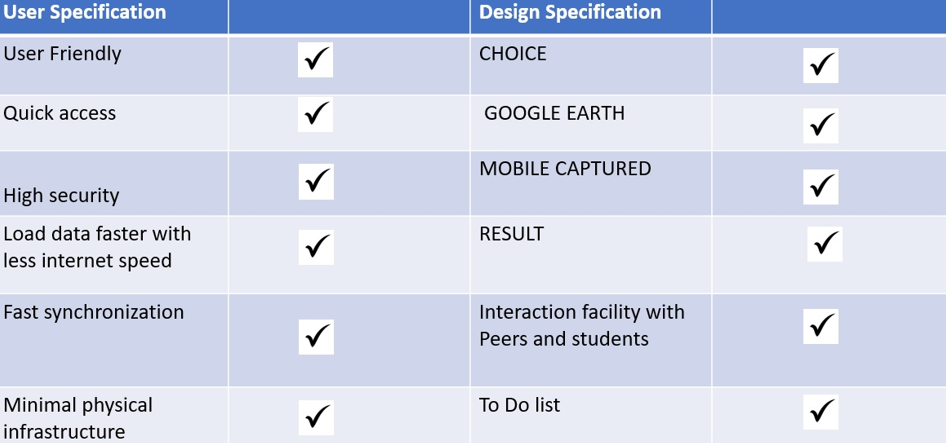 User Specification Design Specification
User Friendly ✓ CHOICE ✓
Quick access ✓ GOOGLE EARTH ✓
High security ✓ MOBILE CAPTURED ✓
Load data faster with
less internet speed ✓ RESULT ✓
Fast synchronization ✓ Interaction facility with
Peers and students ✓
Minimal physical
infrastructure ✓ To Do list ✓